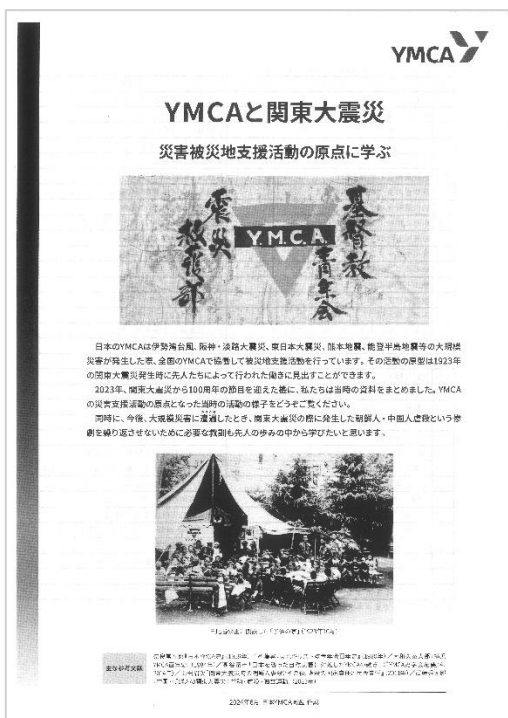 YMCA
YMCAと関東大震災
災害被災地支援活動の原点に学ぶ
基督教
青年会
Y.M.C.A.
震災
救護部
日本のYMCAは伊勢湾台風、阪神・淡路大震災、東日本大震災、熊本地震、能登半島地震等の大規模
災害が発生した際、全国のYMCAで協働して被災地支援活動を行っています。その活動の原型は1923年
の関東大震災発生時に先人たちによって行われた働きに見出すことができます。
2023年、関東大震災から100周年の節目を迎えた機に、私たちは当時の資料をまとめました。YMCA
の災害支援活動の原点となった当時の活動の様子をどうぞご覧ください。
同時に、今後、大規模災害に遭遇したとき、関東大震災の際に発生した朝鮮人・中国人虐殺という惨
劇を繰り返させないために必要な教訓も先人の歩みの中から学びたいと思います。
主な参考文献